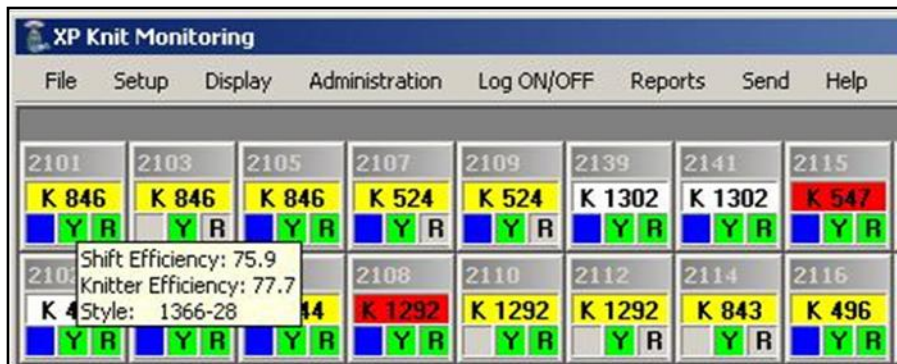 XP Knit Monitoring
File Setup Display Administration Log ON/OFF Reports Send Help
2101 2103 2105 2107 2109 2139 2141 2115
K 846 K 846 K 846 K 524 K 524 K 1302 K 1302 K 547
Y R Y R Y R Y R Y R Y R Y R Y R
Shift Efficiency: 75.9
Knitter Efficiency: 77.7
Style: 1366-28
2108 2110 2112 2114 2116
K 1292 K 1292 K 1292 K 843 K 496
Y R Y R Y R Y R Y R Y R Y R Y R